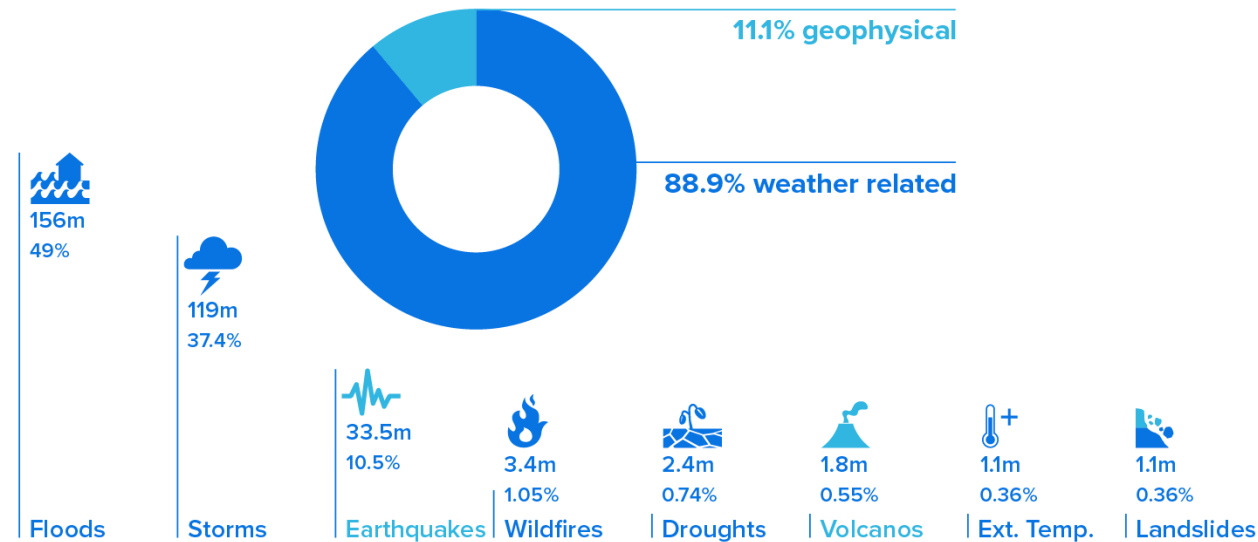 11.1% geophysical
88.9% weather related
156m
49%
Floods
119m
37.4%
Storms
33.5m
10.5%
Earthquakes
3.4m
1.05%
Wildfires
2.4m
0.74%
Droughts
1.8m
0.55%
Volcanos
1.1m
0.36%
Ext. Temp.
1.1m
0.36%
Landslides